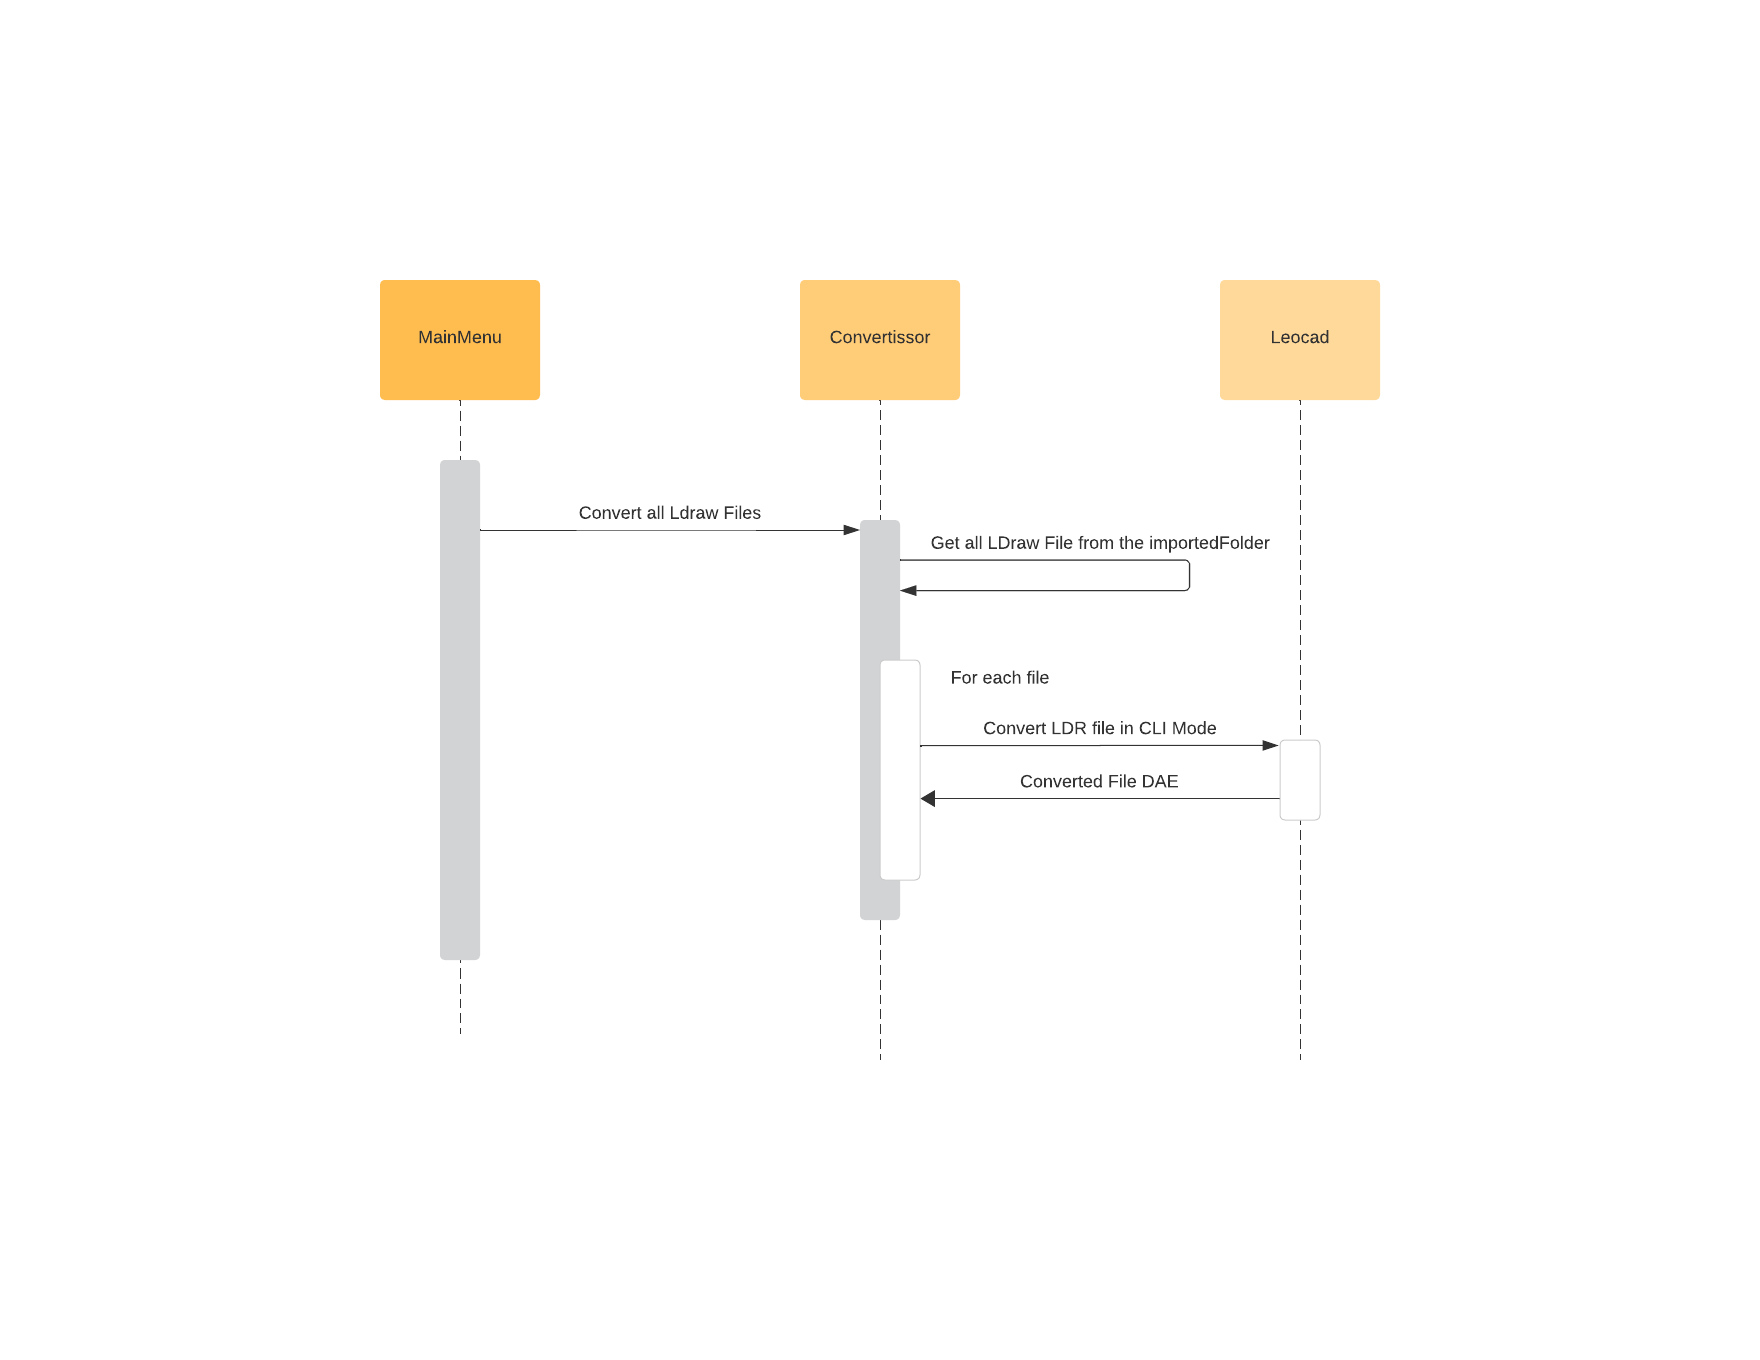 MainMenu
Convertissor
Leocad
Convert all Ldraw Files
Get all LDraw File from the importedFolder
For each file
Convert LDR file in CLI Mode
Converted File DAE